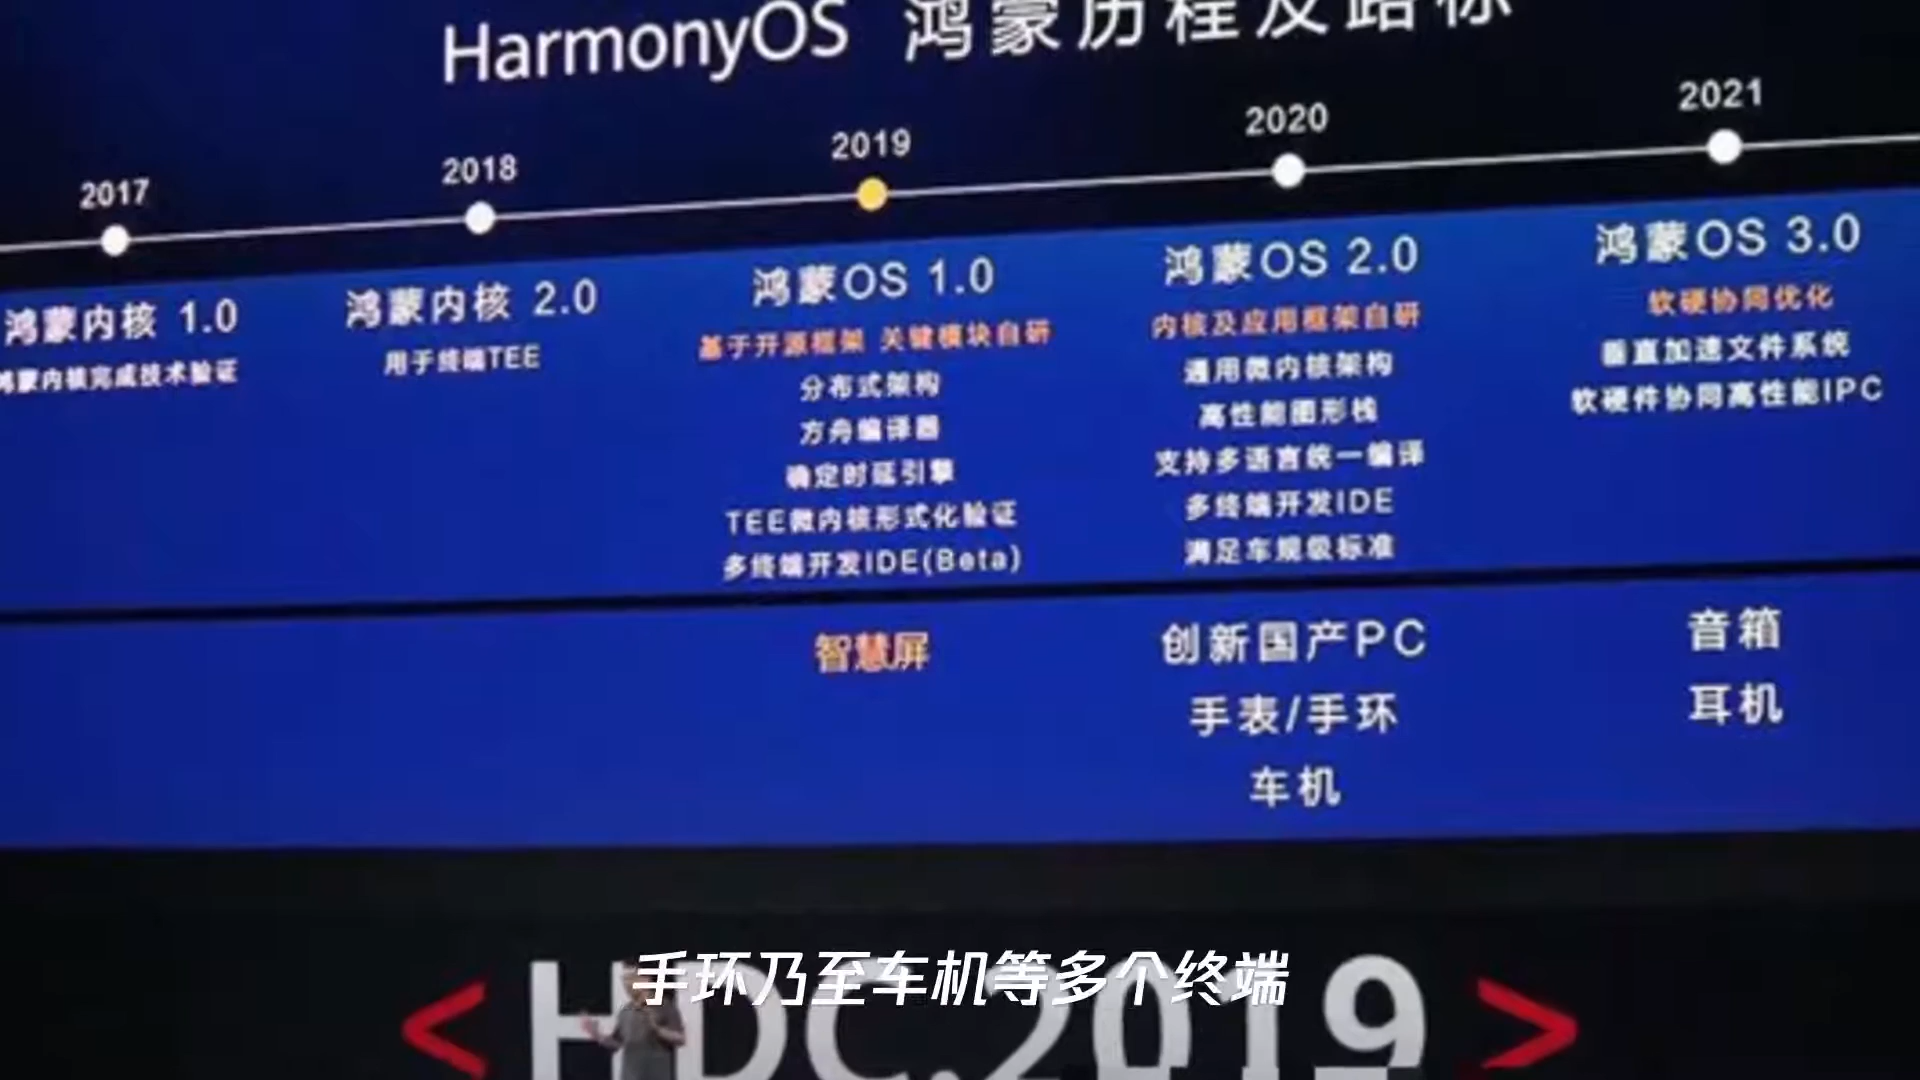 HarmonyOS 鸿蒙历程及路标
2017
2018
2019
2020
2021
鸿蒙内核 1.0
鸿蒙内核完成技术验证
鸿蒙内核 2.0
用于终端TEE
鸿蒙OS 1.0
基于开源框架 关键模块自研
分布式架构
方舟编译器
确定时延引擎
TEE微内核形式化验证
多终端开发IDE(Beta)
鸿蒙OS 2.0
内核及应用框架自研
通用微内核架构
高性能图形栈
支持多语言统一编译
多终端开发IDE
满足车规级标准
鸿蒙OS 3.0
软硬协同优化
垂直加速文件系统
软硬件协同高性能IPC
智慧屏
创新国产PC
手表/手环
车机
音箱
耳机
手环乃至车机等多个终端
<HDC.2019>